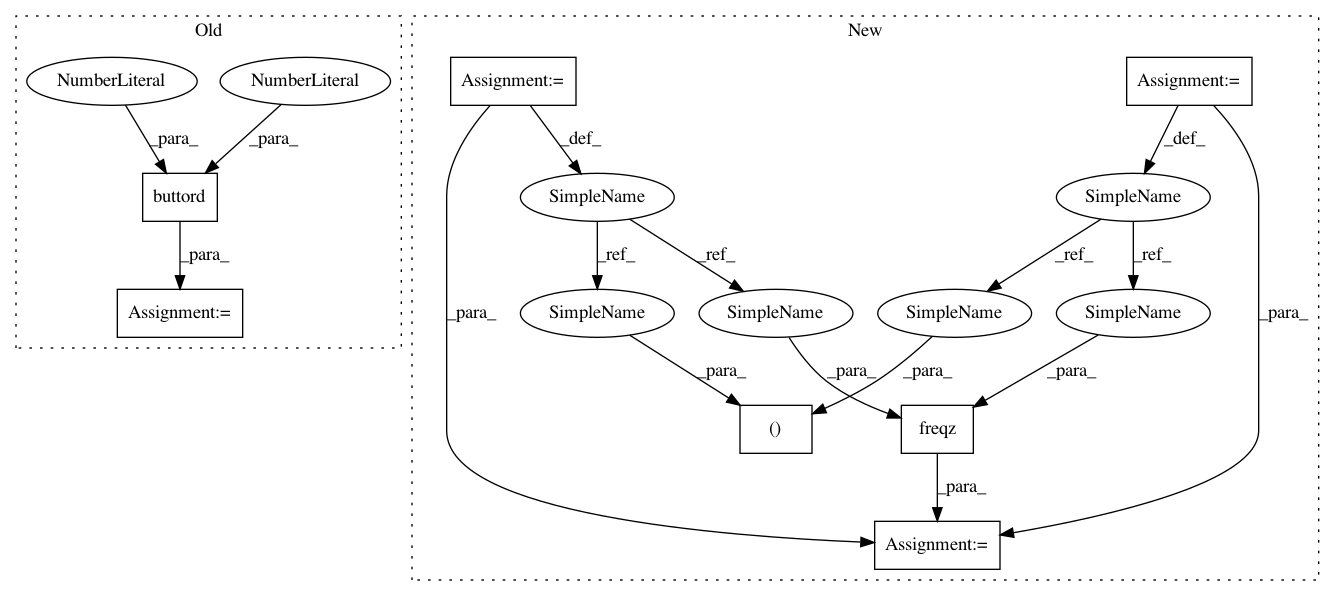 Old
New
NumberLiteral
NumberLiteral
Assignment:=
Assignment:=
_para_
_para_
_def_
_def_
buttord
SimpleName
SimpleName
_para_
_ref_
_ref_
_ref_
_ref_
Assignment:=
_para_
SimpleName
SimpleName
SimpleName
SimpleName
_para_
_para_
_para_
_para_
_para_
()
freqz
_para_
Assignment:=